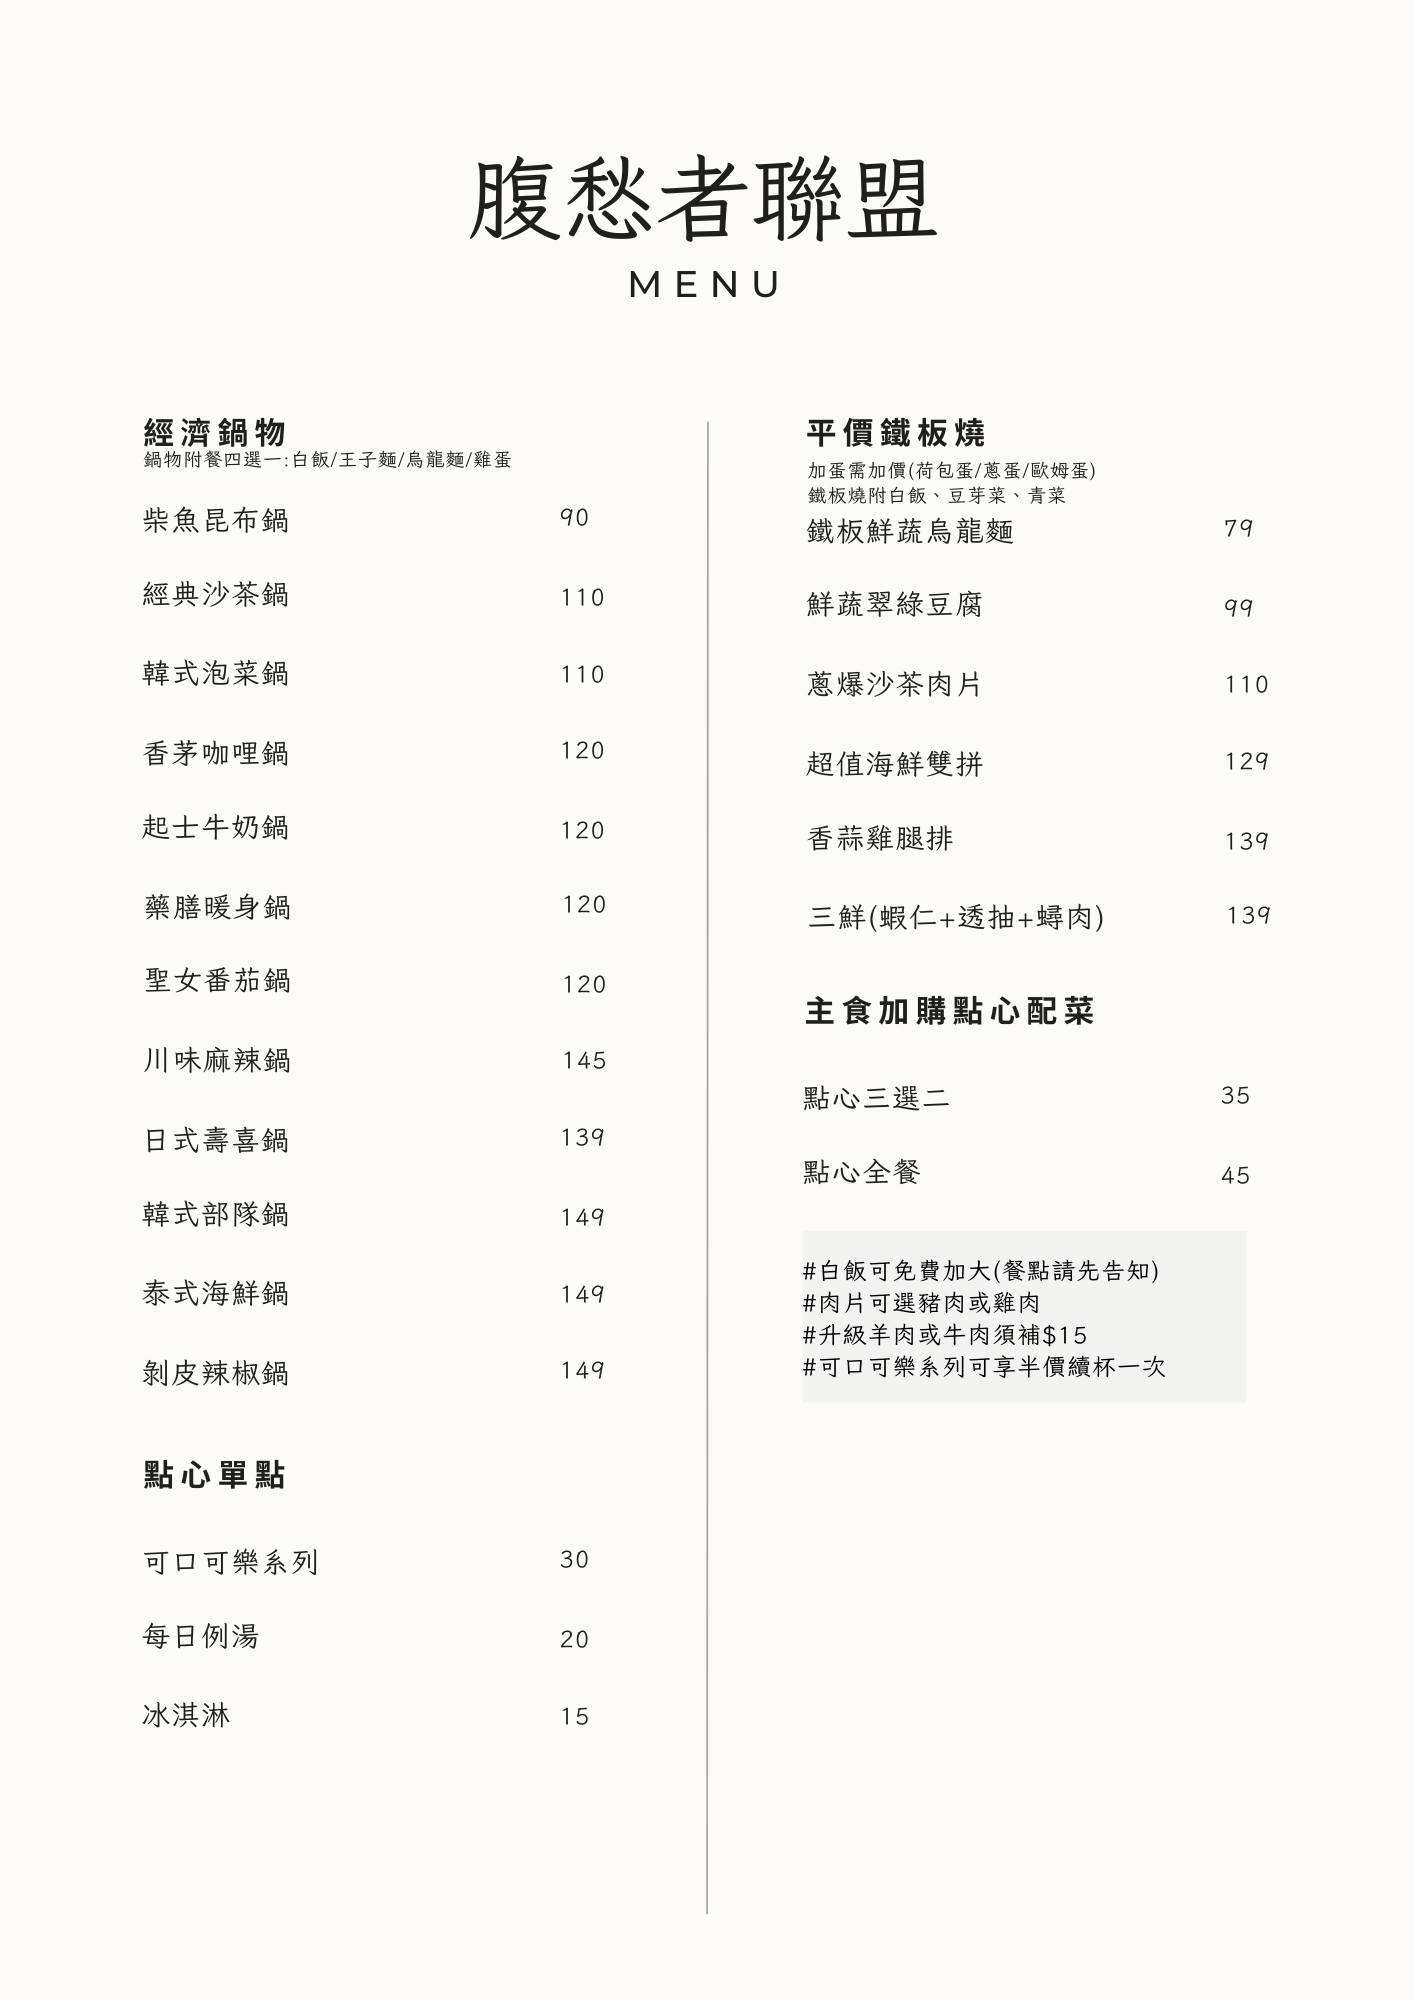 腹愁者聯盟
MENU
經濟鍋物
鍋物附餐四選一:白飯/王子麵/烏龍麵/雞蛋
柴魚昆布鍋 90
經典沙茶鍋 110
韓式泡菜鍋 110
香茅咖哩鍋 120
起士牛奶鍋 120
藥膳暖身鍋 120
聖女番茄鍋 120
川味麻辣鍋 145
日式壽喜鍋 139
韓式部隊鍋 149
泰式海鮮鍋 149
剝皮辣椒鍋 149
點心單點
可口可樂系列 30
每日例湯 20
冰淇淋 15
平價鐵板燒
加蛋需加價(荷包蛋/蔥蛋/歐姆蛋)
鐵板燒附白飯、豆芽菜、青菜
鐵板鮮蔬烏龍麵 79
鮮蔬翠綠豆腐 99
蔥爆沙茶肉片 110
超值海鮮雙拼 129
香蒜雞腿排 139
三鮮(蝦仁+透抽+蟳肉) 139
主食加購點心配菜
點心三選二 35
點心全餐 45
#白飯可免費加大(餐點請先告知)
#肉片可選豬肉或雞肉
#升級羊肉或牛肉須補$15
#可口可樂系列可享半價續杯一次